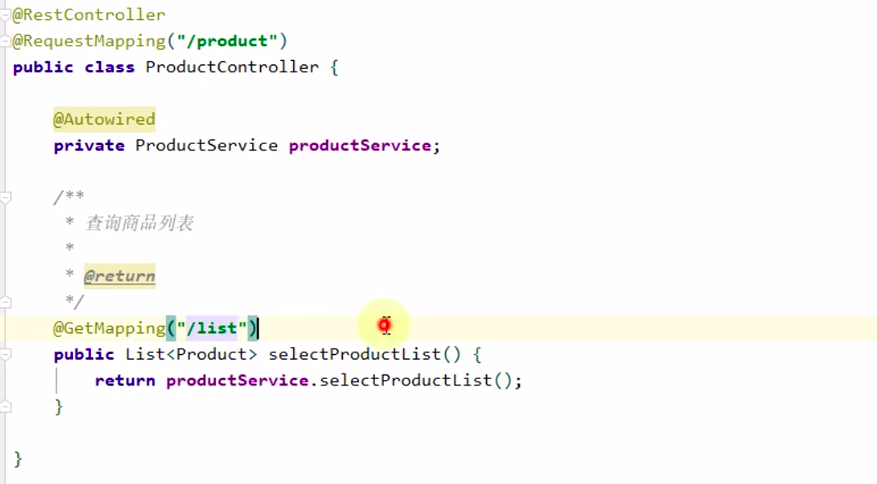 @RestController
@RequestMapping("/product")
public class ProductController {
@Autowired
private ProductService productService;
/**
* 查询商品列表
*
* @return
*/
@GetMapping("/list")
public List<Product> selectProductList() {
return productService.selectProductList();
}
}